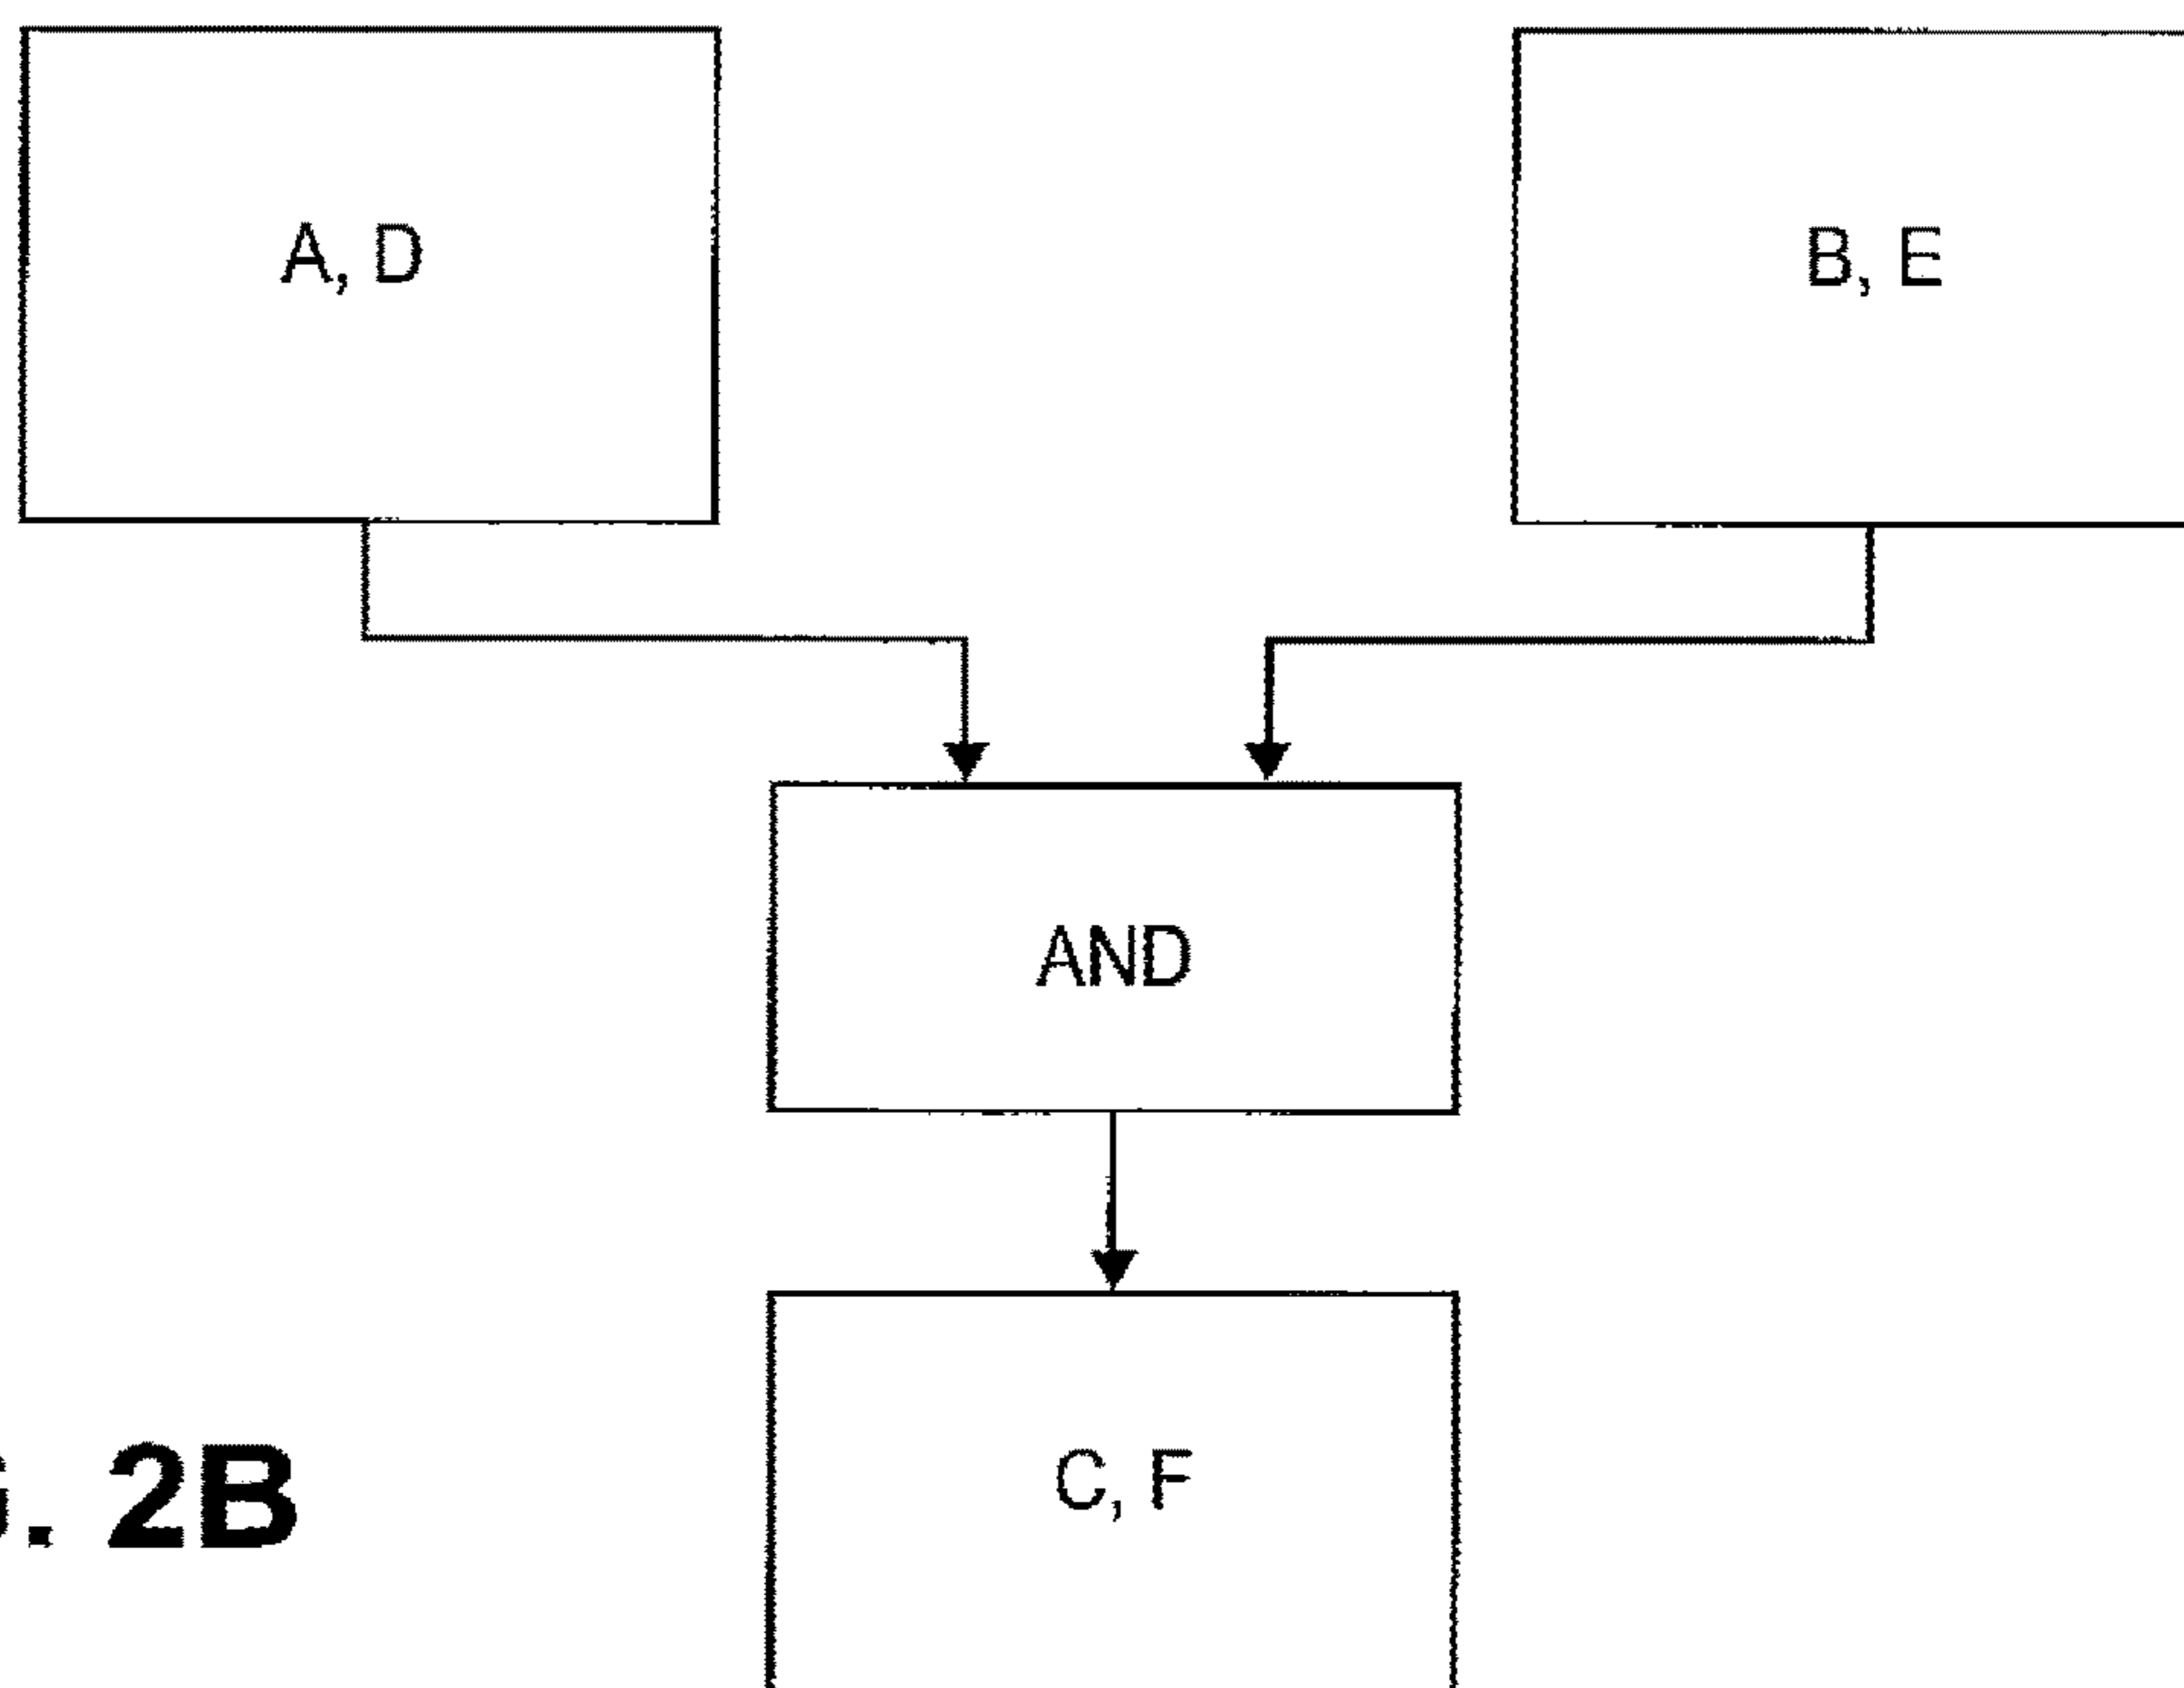 A, D
B, E
AND
C, F
. 2B